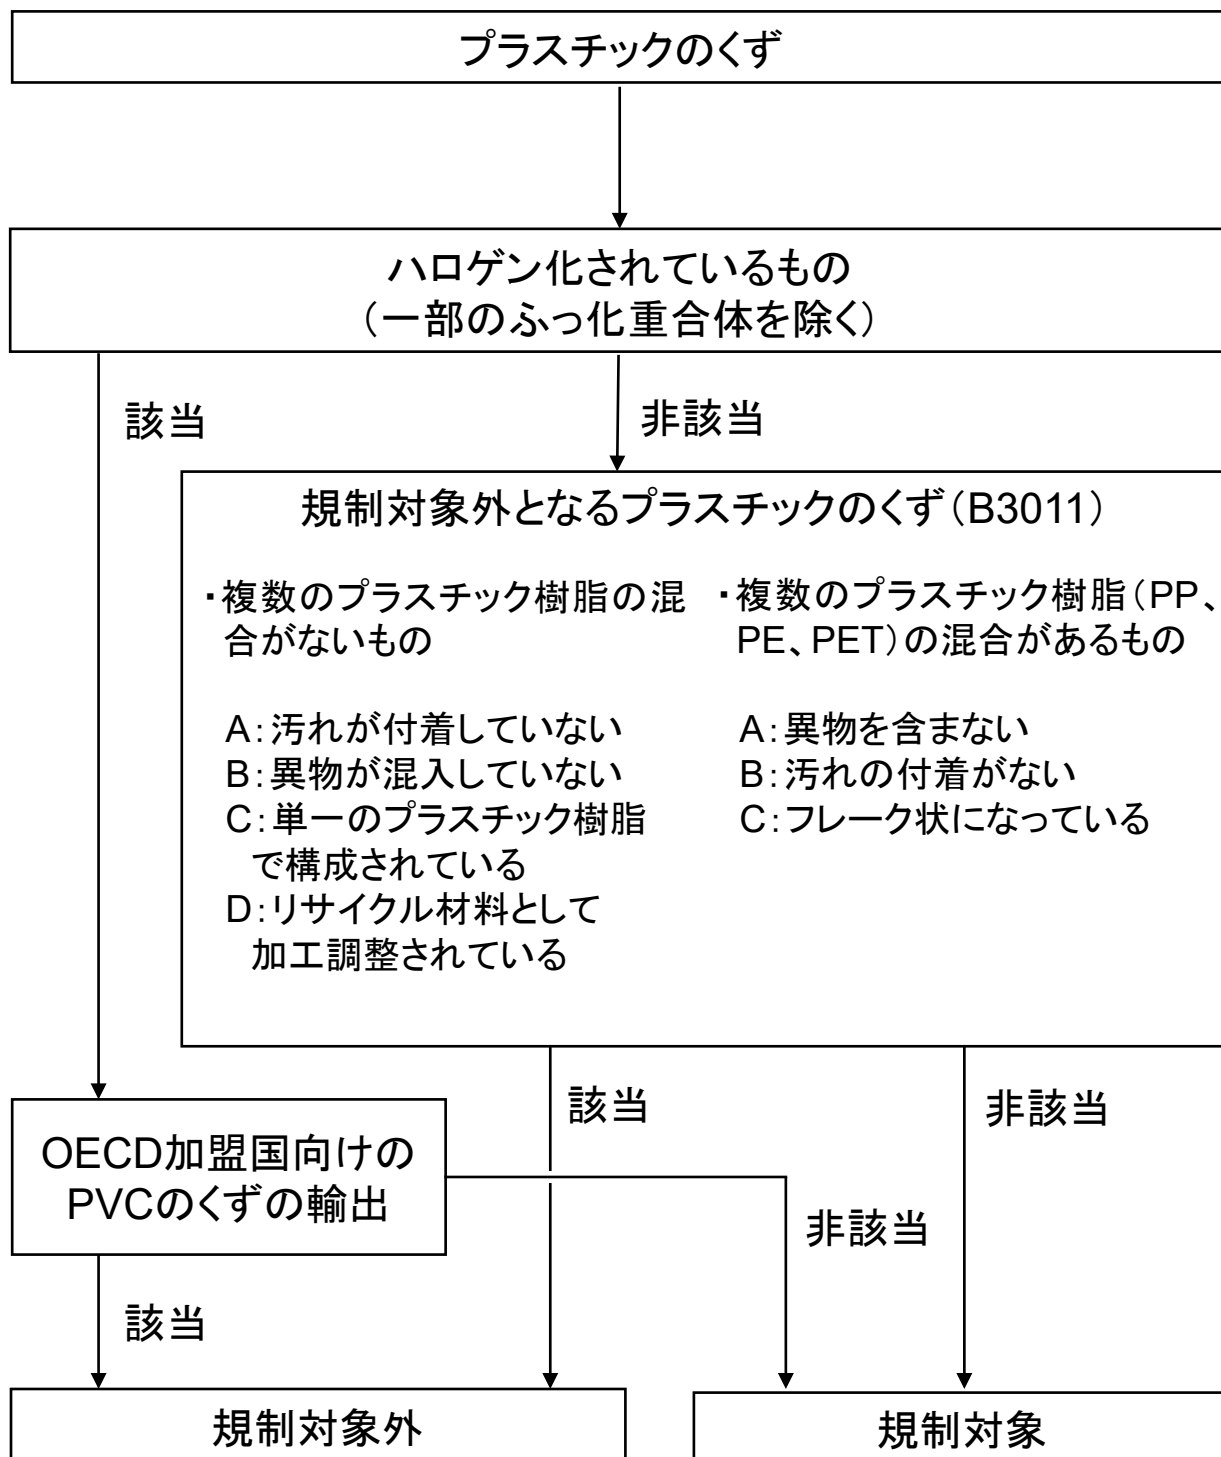 プラスチックのくず
ハロゲン化されているもの
（一部のふっ化重合体を除く）
該当
非該当
規制対象外となるプラスチックのくず（B3011）
・複数のプラスチック樹脂の混
合がないもの
A：汚れが付着していない
B：異物が混入していない
C：単一のプラスチック樹脂
で構成されている
D：リサイクル材料として
加工調整されている
・複数のプラスチック樹脂（PP、
PE、PET）の混合があるもの
A：異物を含まない
B：汚れの付着がない
C：フレーク状になっている
該当
非該当
OECD加盟国向けの
PVCのくずの輸出
非該当
該当
規制対象外
規制対象